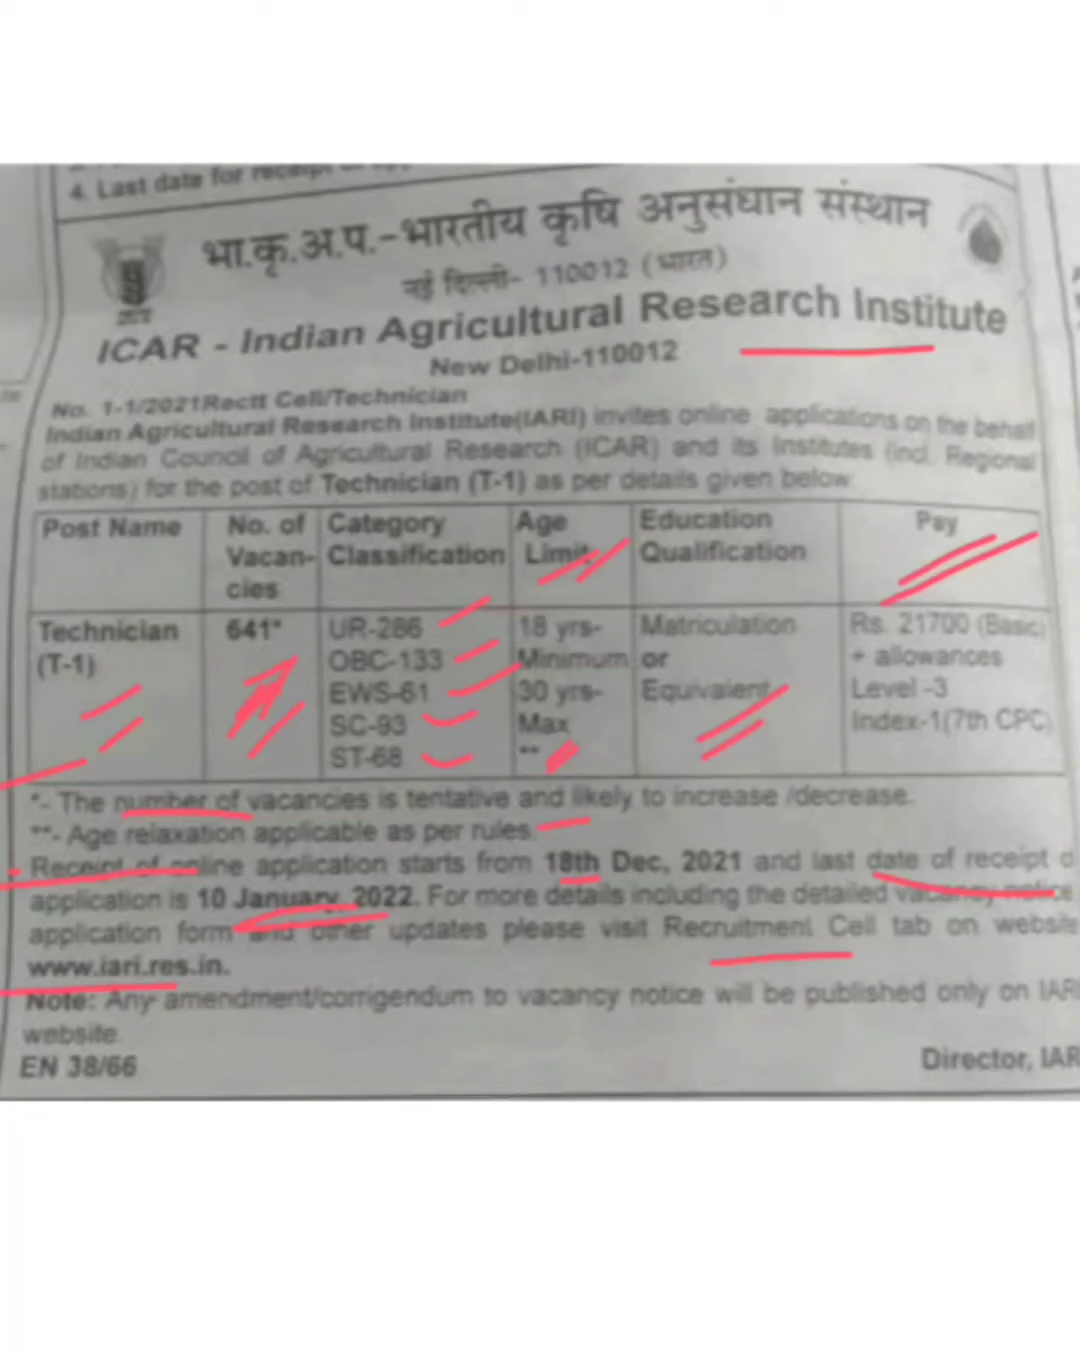 4. Last date for receipt
भा.कृ.अ.प.-भारतीय कृषि अनुसंधान संस्थान
नई दिल्ली- 110012 (भारत)
ICAR - Indian Agricultural Research Institute
New Delhi-110012
No. 1-1/2021Rectt Cell/Technician
Indian Agricultural Research Institute(IARI) invites online applications on the behalf
of Indian Council of Agricultural Research (ICAR) and its Institutes (incl. Regional
stations) for the post of Technician (T-1) as per details given below:
Post Name
No. of
Vacan-
cies
Category
Classification
Age
Limit
Education
Qualification
Pay
Technician
(T-1)
641*
UR-286
OBC-133
EWS-61
SC-93
ST-68
18 yrs-
Minimum
30 yrs-
Max
**
Matriculation
or
Equivalent
Rs. 21700 (Basic)
+ allowances
Level -3
Index-1(7th CPC)
*- The number of vacancies is tentative and likely to increase /decrease.
**- Age relaxation applicable as per rules.
Receipt of online application starts from 18th Dec, 2021 and last date of receipt o
application is 10 January, 2022. For more details including the detailed vacancy notice
application form and other updates please visit Recruitment Cell tab on website
www.iari.res.in.
Note: Any amendment/corrigendum to vacancy notice will be published only on IARI
website.
EN 38/66
Director, IAR